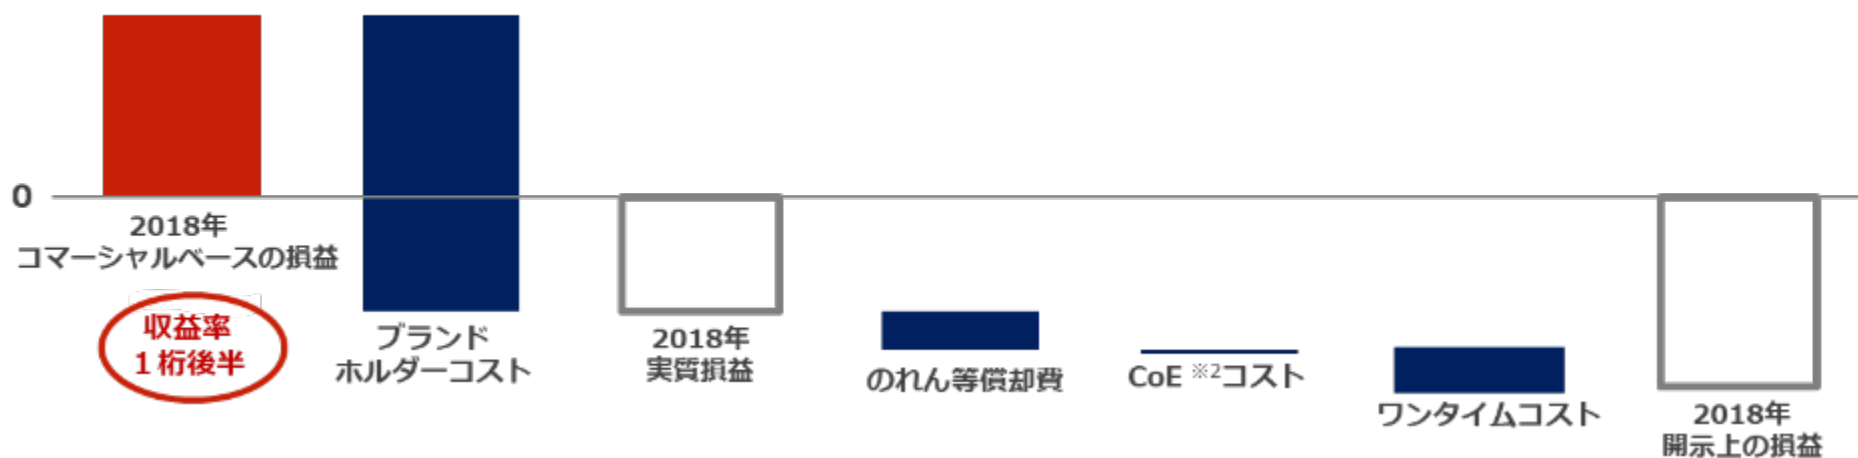 0
2018年
コマーシャルベースの損益
収益率
１桁後半
ブランド
ホルダーコスト
2018年
実質損益
のれん等償却費
CoE ※2コスト
ワンタイムコスト
2018年
開示上の損益